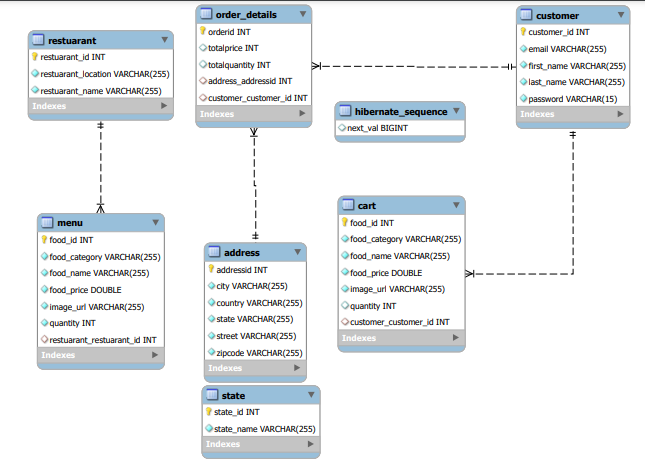 restuarant
restuarant_id INT
restuarant_location VARCHAR(255)
restuarant_name VARCHAR(255)
Indexes
order_details
orderid INT
totalprice INT
totalquantity INT
address_addressid INT
customer_customer_id INT
Indexes
customer
customer_id INT
email VARCHAR(255)
first_name VARCHAR(255)
last_name VARCHAR(255)
password VARCHAR(15)
Indexes
hibernate_sequence
next_val BIGINT
menu
food_id INT
food_category VARCHAR(255)
food_name VARCHAR(255)
food_price DOUBLE
image_url VARCHAR(255)
quantity INT
restuarant_restuarant_id INT
Indexes
address
addressid INT
city VARCHAR(255)
country VARCHAR(255)
state VARCHAR(255)
street VARCHAR(255)
zipcode VARCHAR(255)
Indexes
cart
food_id INT
food_category VARCHAR(255)
food_name VARCHAR(255)
food_price DOUBLE
image_url VARCHAR(255)
quantity INT
customer_customer_id INT
Indexes
state
state_id INT
state_name VARCHAR(255)
Indexes